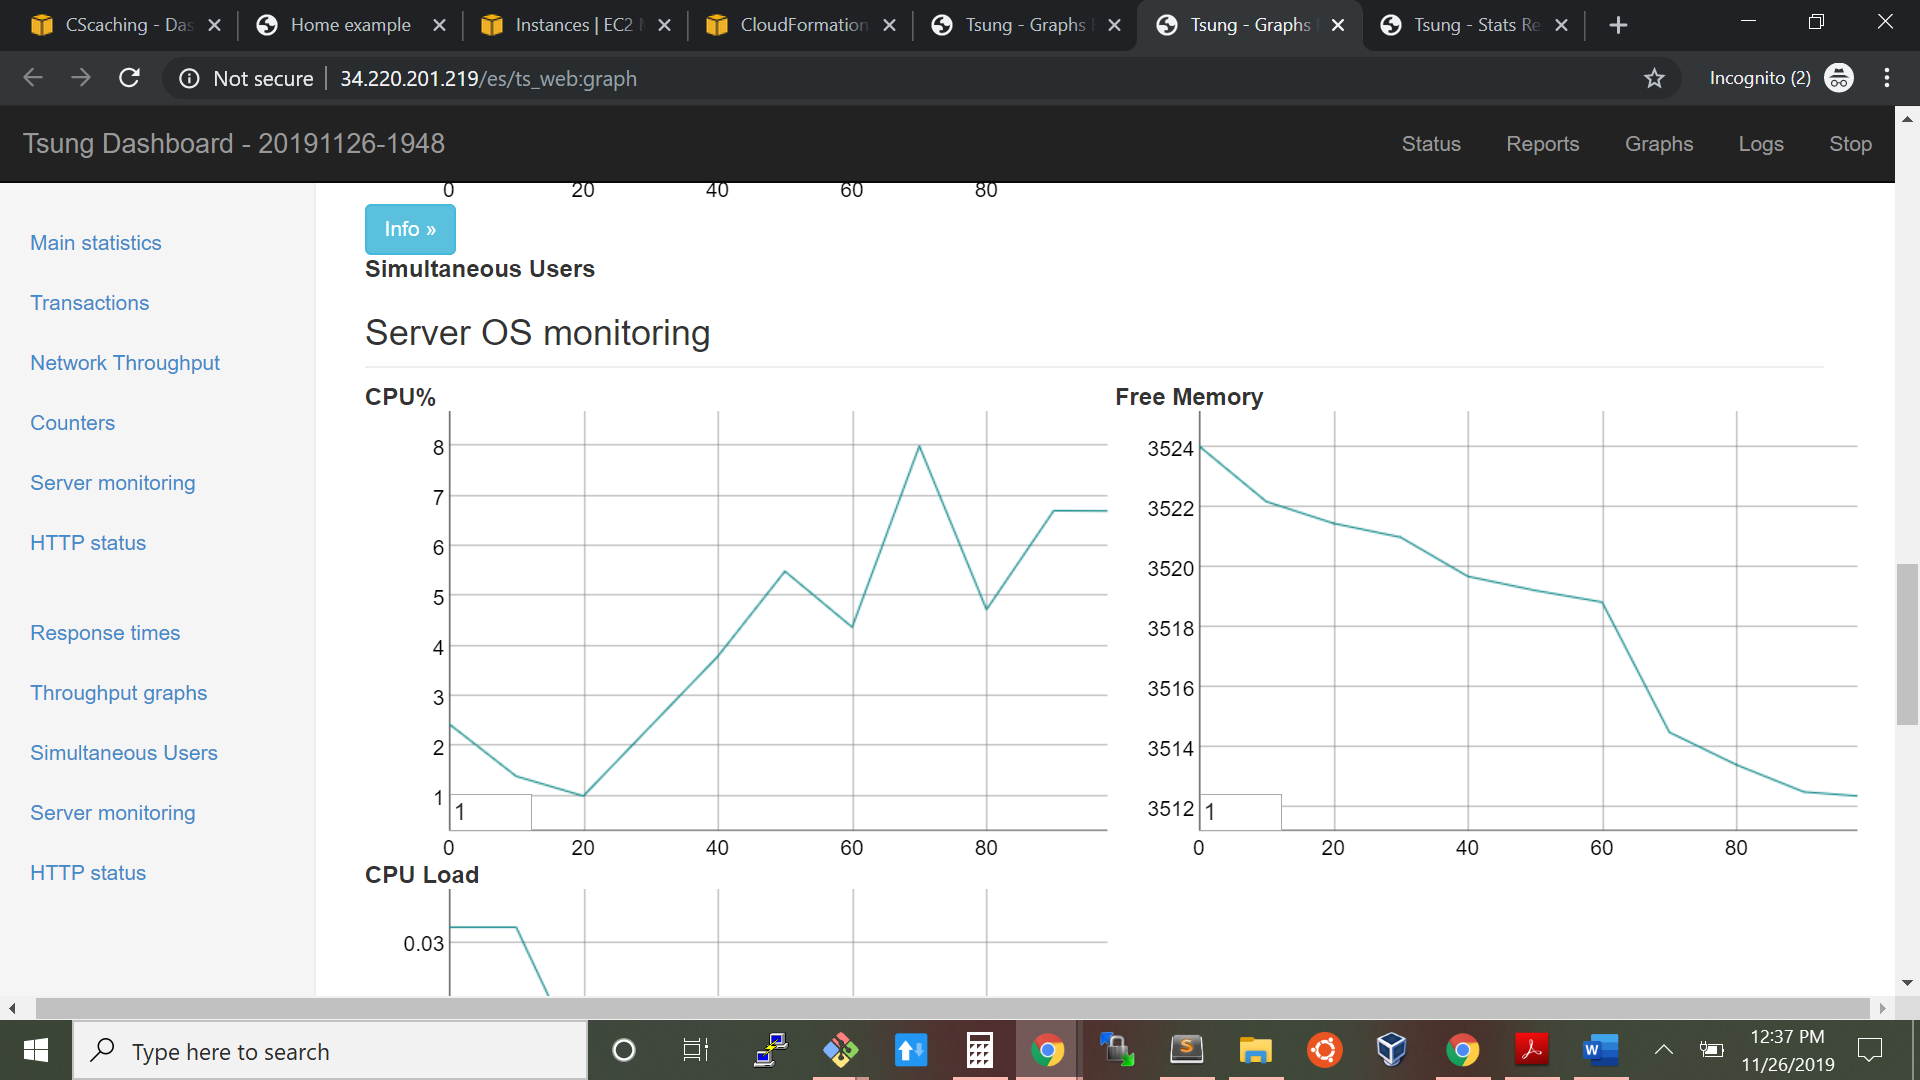 CScaching - Das
Home example
Instances | EC2 M
CloudFormation
Tsung - Graphs
Tsung - Graphs
Tsung - Stats Re
Not secure
34.220.201.219/es/ts_web:graph
Incognito (2)
Tsung Dashboard - 20191126-1948
Status
Reports
Graphs
Logs
Stop
Main statistics
Transactions
Network Throughput
Counters
Server monitoring
HTTP status
Response times
Throughput graphs
Simultaneous Users
Server monitoring
HTTP status
0 20 40 60 80
Info »
Simultaneous Users
Server OS monitoring
CPU%
8
7
6
5
4
3
2
1
1
0 20 40 60 80
Free Memory
3524
3522
3520
3518
3516
3514
3512
1
0 20 40 60 80
CPU Load
0.03
Type here to search
S
W
12:37 PM
11/26/2019